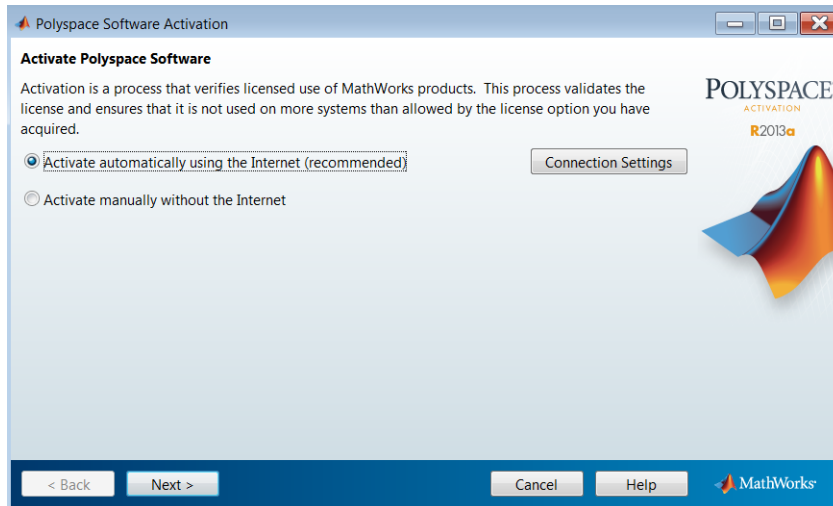 Polyspace Software Activation
Activate Polyspace Software
Activation is a process that verifies licensed use of MathWorks products. This process validates the
license and ensures that it is not used on more systems than allowed by the license option you have
acquired.
POLYSPACE
ACTIVATION
R2013a
Activate automatically using the Internet (recommended)
Connection Settings
Activate manually without the Internet
< Back
Next >
Cancel
Help
MathWorks